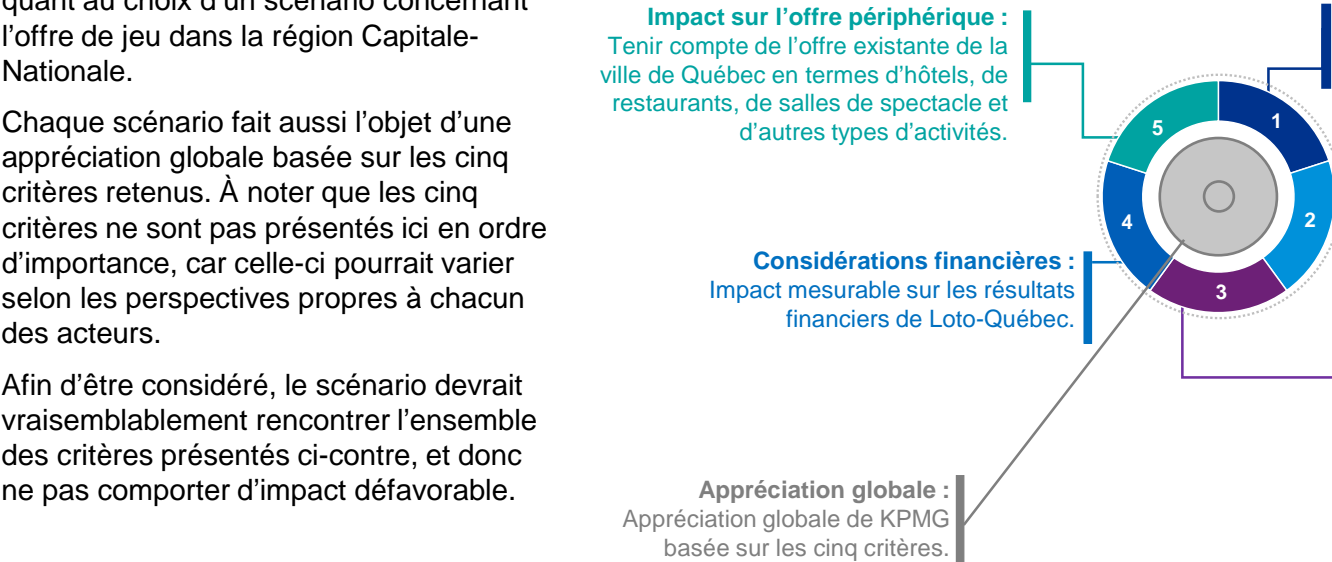 quant au choix d'un scénario concernant
l'offre de jeu dans la région Capitale-
Nationale.
Chaque scénario fait aussi l'objet d'une
appréciation globale basée sur les cinq
critères retenus. À noter que les cinq
critères ne sont pas présentés ici en ordre
d'importance, car celle-ci pourrait varier
selon les perspectives propres à chacun
des acteurs.
Afin d'être considéré, le scénario devrait
vraisemblablement rencontrer l'ensemble
des critères présentés ci-contre, et donc
ne pas comporter d'impact défavorable.
Impact sur l'offre périphérique :
Tenir compte de l'offre existante de la
ville de Québec en termes d'hôtels, de
restaurants, de salles de spectacle et
d'autres types d'activités.
Considérations financières :
Impact mesurable sur les résultats
financiers de Loto-Québec.
Appréciation globale :
Appréciation globale de KPMG
basée sur les cinq critères.
1
2
3
4
5